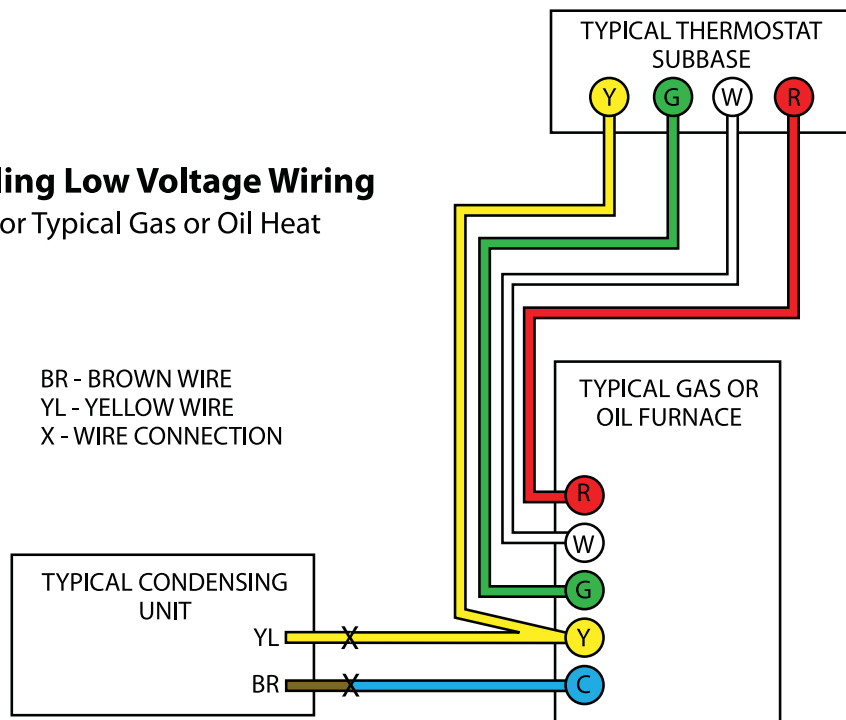 TYPICAL THERMOSTAT
SUBBASE
Y G W R
ling Low Voltage Wiring
or Typical Gas or Oil Heat
BR - BROWN WIRE
YL - YELLOW WIRE
X - WIRE CONNECTION
TYPICAL GAS OR
OIL FURNACE
R
W
G
Y
C
TYPICAL CONDENSING
UNIT
YL X
BR X